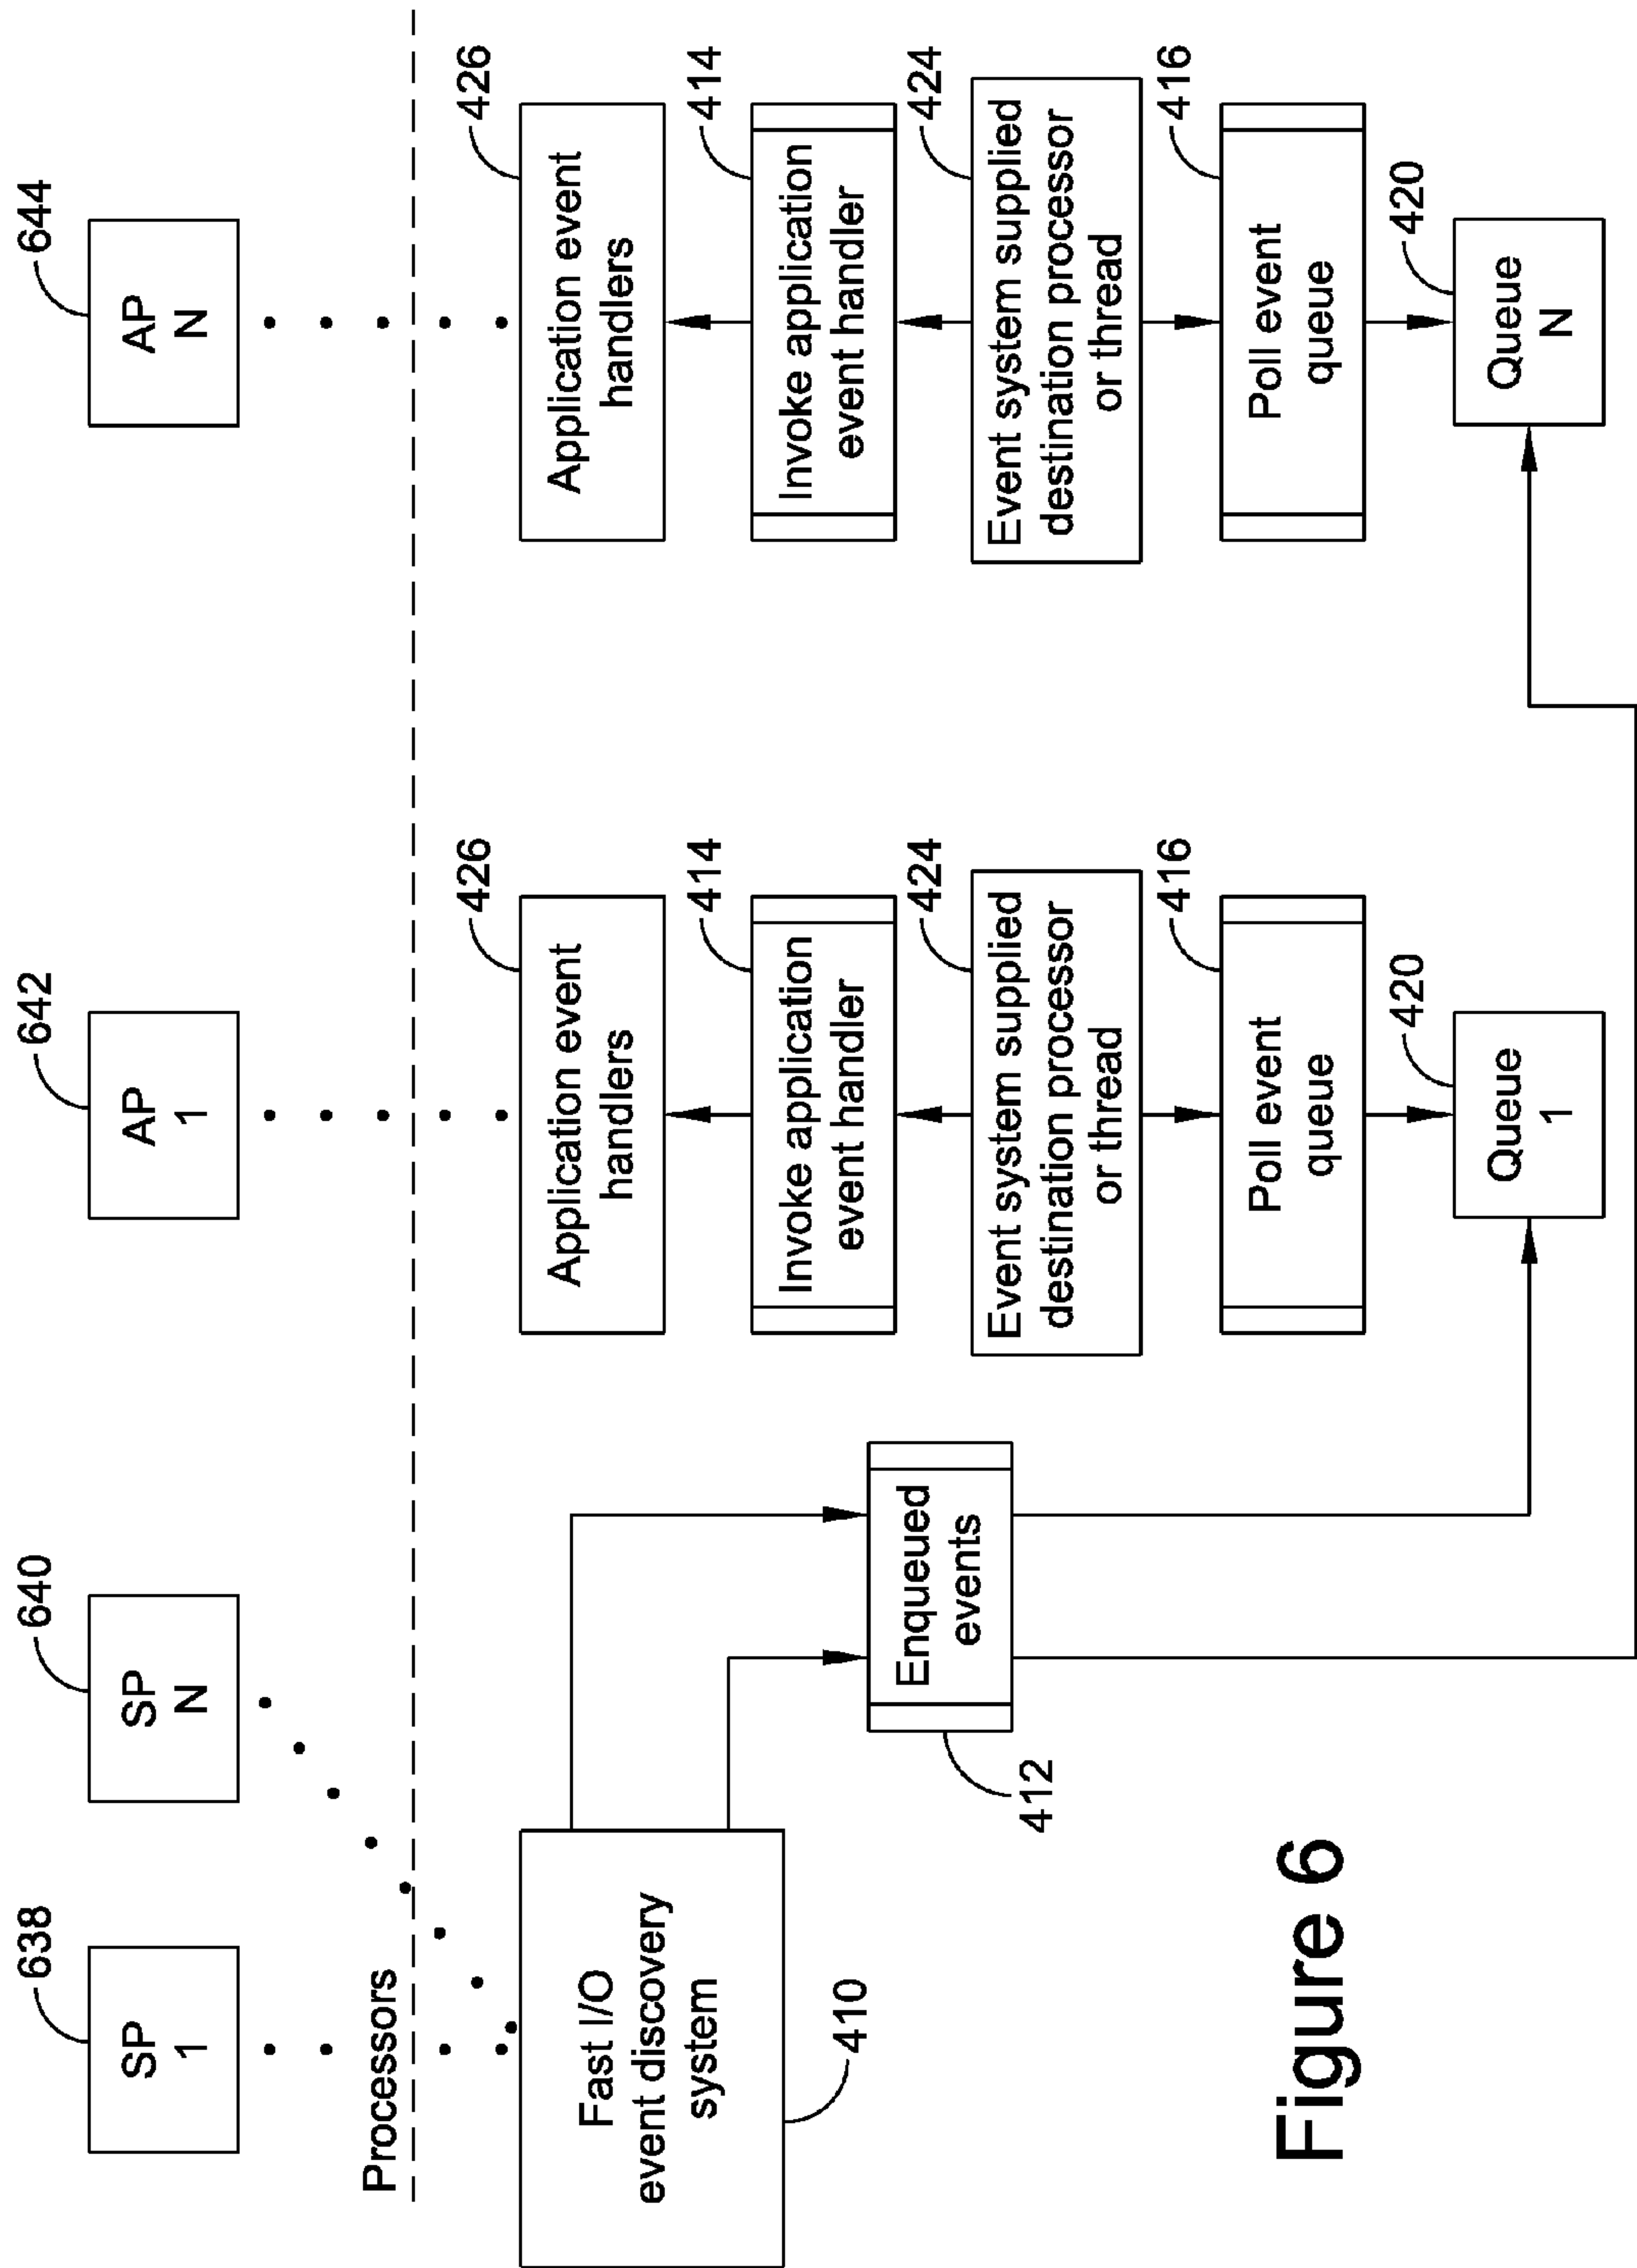 638
640
642
644
SP
1
SP
N
AP
1
AP
N
Processors
Fast I/O
event discovery
system
410
Enqueued
events
412
426
Application event
handlers
414
Invoke application
event handler
424
Event system supplied
destination processor
or thread
416
Poll event
queue
420
Queue
1
426
Application event
handlers
414
Invoke application
event handler
424
Event system supplied
destination processor
or thread
416
Poll event
queue
420
Queue
N
Figure 6